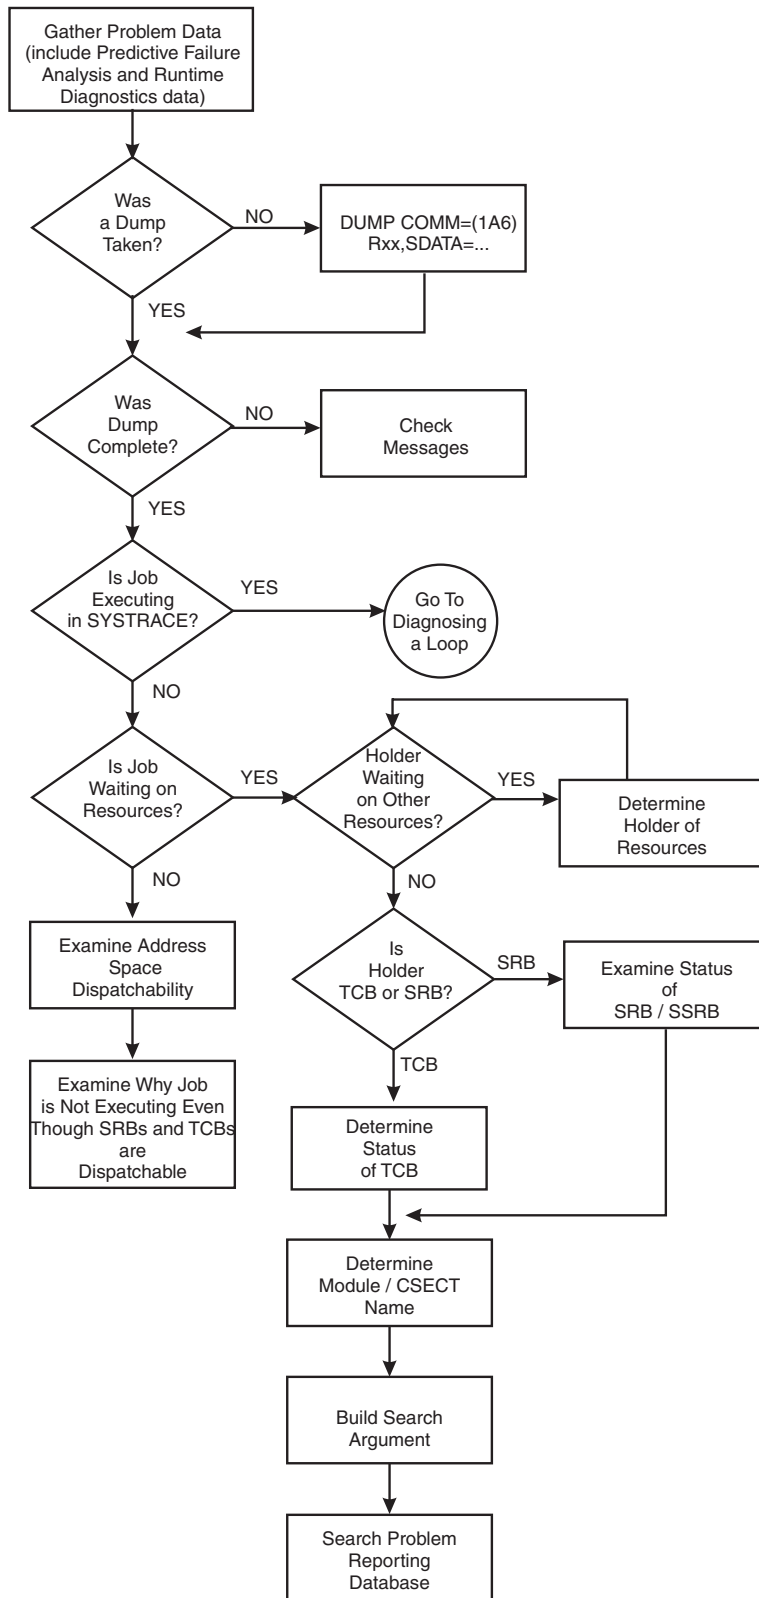 Gather Problem Data
(include Predictive Failure
Analysis and Runtime
Diagnostics data)
Was
a Dump
Taken?
NO
DUMP COMM=(1A6)
Rxx,SDATA=...
YES
Was
Dump
Complete?
NO
Check
Messages
YES
Is Job
Executing
in SYSTRACE?
YES
Go To
Diagnosing
a Loop
NO
Is Job
Waiting on
Resources?
YES
Holder
Waiting
on Other
Resources?
YES
Determine
Holder of
Resources
NO
NO
Examine Address
Space
Dispatchability
Is
Holder
TCB or SRB?
SRB
Examine Status
of
SRB / SSRB
TCB
Examine Why Job
is Not Executing Even
Though SRBs and TCBs
are
Dispatchable
Determine
Status
of TCB
Determine
Module / CSECT
Name
Build Search
Argument
Search Problem
Reporting
Database